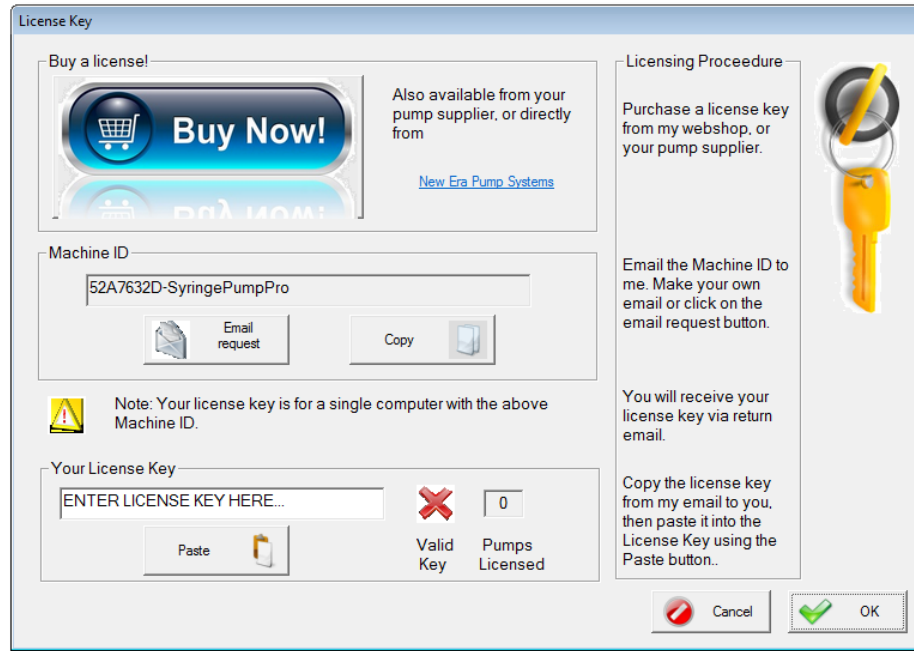 License Key
Buy a license!
Buy Now!
Also available from your
pump supplier, or directly
from
New Era Pump Systems
Machine ID
52A7632D-SyringePumpPro
Email
request
Copy
Note: Your license key is for a single computer with the above
Machine ID.
Your License Key
ENTER LICENSE KEY HERE...
Paste
Valid
Key
0
Pumps
Licensed
Licensing Proceedure
Purchase a license key
from my webshop, or
your pump supplier.
Email the Machine ID to
me. Make your own
email or click on the
email request button.
You will receive your
license key via return
email.
Copy the license key
from my email to you,
then paste it into the
License Key using the
Paste button..
Cancel
OK